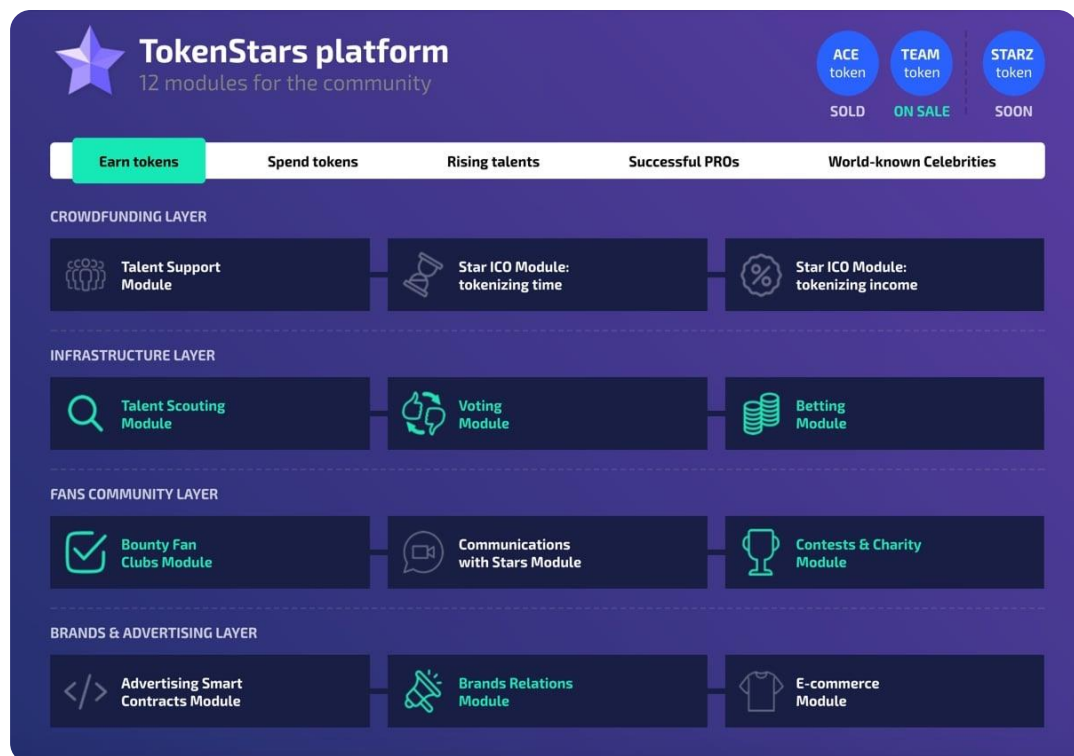 TokenStars platform
12 modules for the community
ACE
token
SOLD
TEAM
token
ON SALE
STARZ
token
SOON
Earn tokens
Spend tokens
Rising talents
Successful PROs
World-known Celebrities
CROWDFUNDING LAYER
Talent Support
Module
Star ICO Module:
tokenizing time
Star ICO Module:
tokenizing income
INFRASTRUCTURE LAYER
Talent Scouting
Module
Voting
Module
Betting
Module
FANS COMMUNITY LAYER
Bounty Fan
Clubs Module
Communications
with Stars Module
Contests & Charity
Module
BRANDS & ADVERTISING LAYER
Advertising Smart
Contracts Module
Brands Relations
Module
E-commerce
Module